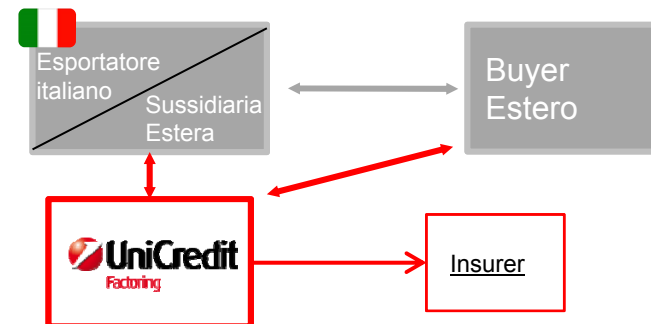 Esportatore
italiano
Sussidiaria
Estera
Buyer
Estero
UniCredit
Factoring
Insurer